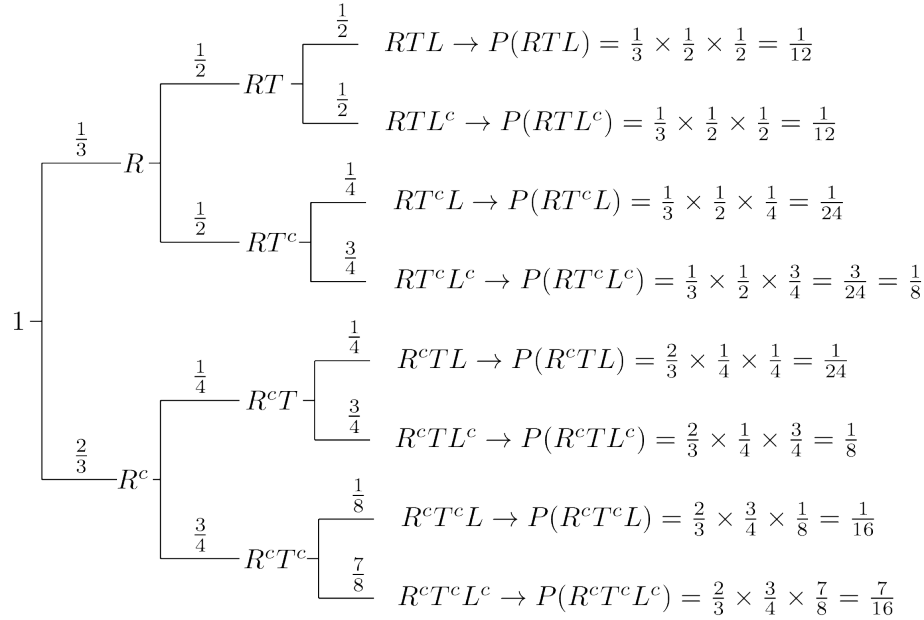 1/2 RTL → P(RTL) = 1/3 × 1/2 × 1/2 = 1/12
1/2 RT
1/2 RTL^c → P(RTL^c) = 1/3 × 1/2 × 1/2 = 1/12
1/3 R
1/4 RT^cL → P(RT^cL) = 1/3 × 1/2 × 1/4 = 1/24
1/2 RT^c
3/4 RT^cL^c → P(RT^cL^c) = 1/3 × 1/2 × 3/4 = 3/24 = 1/8
1
1/4 R^cTL → P(R^cTL) = 2/3 × 1/4 × 1/4 = 1/24
1/4 R^cT
3/4 R^cTL^c → P(R^cTL^c) = 2/3 × 1/4 × 3/4 = 1/8
2/3 R^c
1/8 R^cT^cL → P(R^cT^cL) = 2/3 × 3/4 × 1/8 = 1/16
3/4 R^cT^c
7/8 R^cT^cL^c → P(R^cT^cL^c) = 2/3 × 3/4 × 7/8 = 7/16